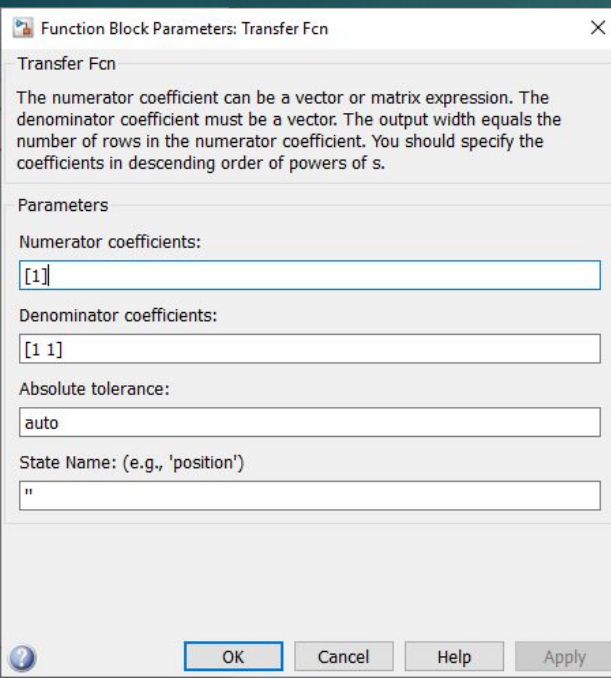 Function Block Parameters: Transfer Fcn
Transfer Fcn
The numerator coefficient can be a vector or matrix expression. The
denominator coefficient must be a vector. The output width equals the
number of rows in the numerator coefficient. You should specify the
coefficients in descending order of powers of s.
Parameters
Numerator coefficients:
[1]
Denominator coefficients:
[1 1]
Absolute tolerance:
auto
State Name: (e.g., 'position')
''
OK Cancel Help Apply